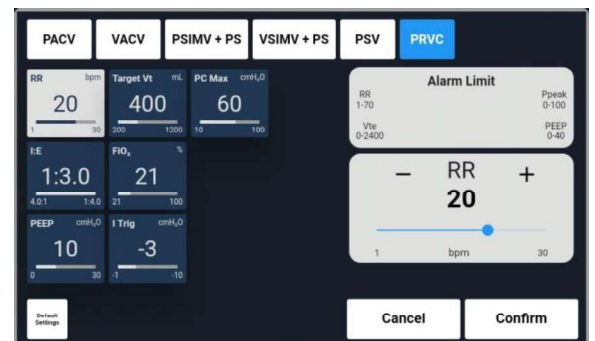 PACV VACV PSIMV + PS VSIMV + PS PSV PRVC
RR bpm
20
1 30
Target Vt mL
400
200 1200
PC Max cmH₂O
60
10 100
I:E
1:3.0
4.0:1 1:4.0
FIO₂ %
21
21 100
PEEP cmH₂O
10
0 30
I Trig cmH₂O
-3
-1 -10
Default
Settings
Alarm Limit
RR
1-70
Ppeak
0-100
Vte
0-2400
PEEP
0-40
− RR +
20
1 bpm 30
Cancel Confirm